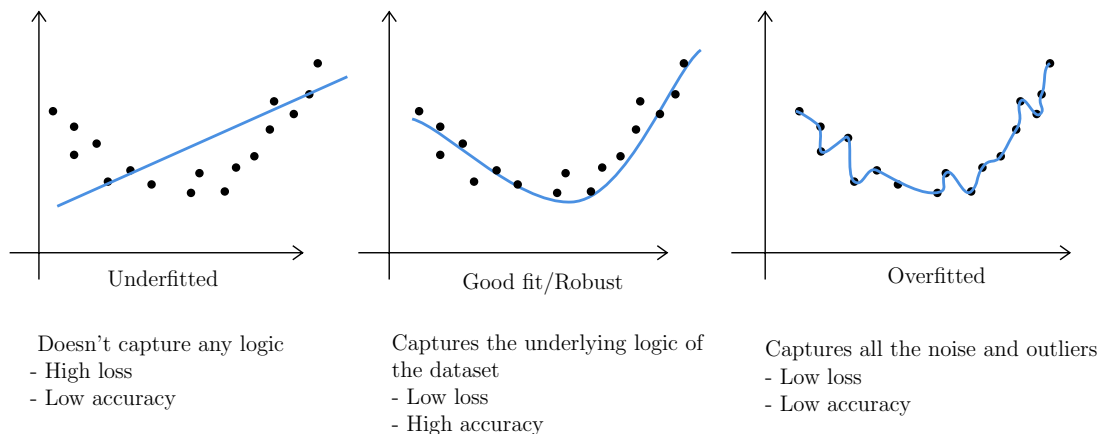 Underfitted
Good fit/Robust
Overfitted
Doesn't capture any logic
- High loss
- Low accuracy
Captures the underlying logic of
the dataset
- Low loss
- High accuracy
Captures all the noise and outliers
- Low loss
- Low accuracy